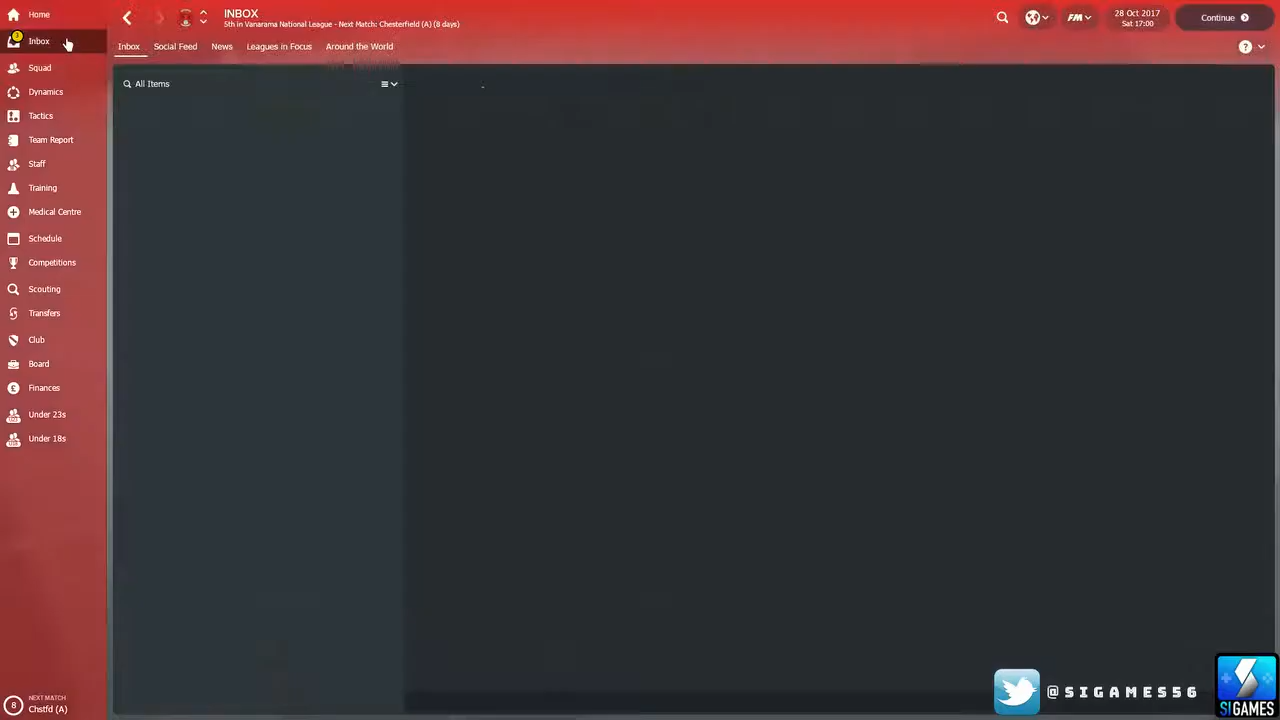 Home
3
Inbox
Squad
Dynamics
Tactics
Team Report
Staff
Training
Medical Centre
Schedule
Competitions
Scouting
Transfers
Club
Board
Finances
Under 23s
Under 18s
8
NEXT MATCH
Chstfd (A)
INBOX
5th in Vanarama National League - Next Match: Chesterfield (A) (8 days)
FM
28 Oct 2017
Sat 17:00
Continue
Inbox
Social Feed
News
Leagues in Focus
Around the World
?
All Items
@SIGAMES56
SIGAMES